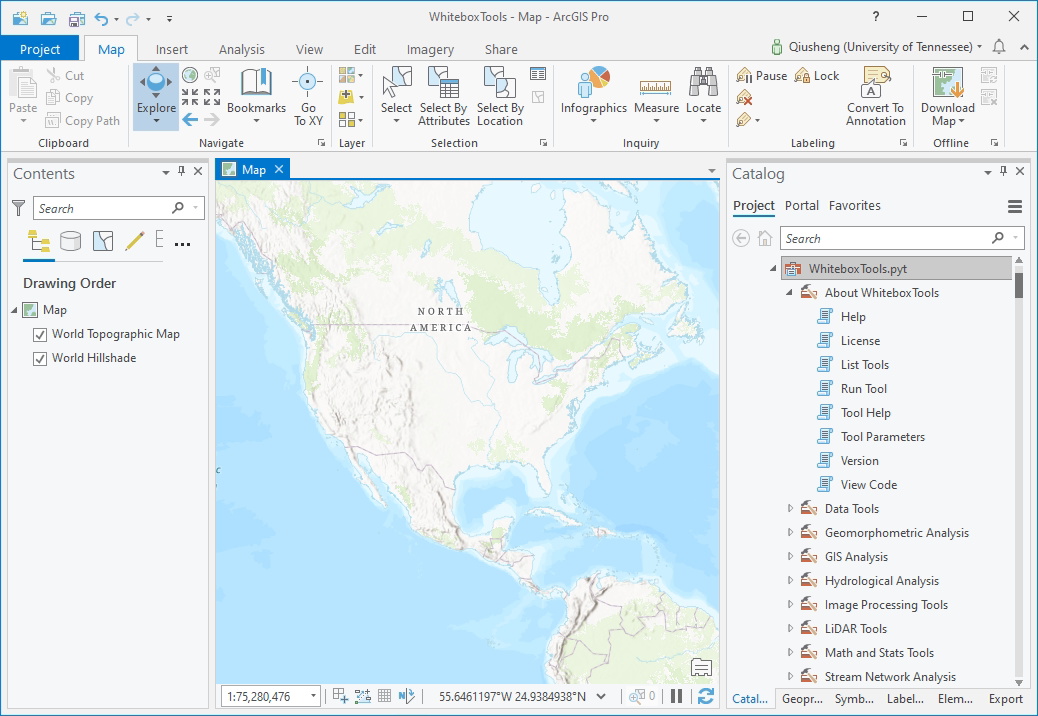 WhiteboxTools - Map - ArcGIS Pro
?
Project Map Insert Analysis View Edit Imagery Share
Qiusheng (University of Tennessee)
Paste
Cut
Copy
Copy Path
Clipboard
Explore
Bookmarks
Go
To XY
Navigate
Layer
Select
Select By
Attributes
Select By
Location
Selection
Infographics
Measure
Locate
Inquiry
Pause
Lock
Convert To
Annotation
Labeling
Download
Map
Offline
Contents
Search
Drawing Order
Map
World Topographic Map
World Hillshade
Map
NORTH
AMERICA
c
1:75,280,476
55.6461197°W 24.9384938°N
0
Catalog
Project Portal Favorites
Search
WhiteboxTools.pyt
About WhiteboxTools
Help
License
List Tools
Run Tool
Tool Help
Tool Parameters
Version
View Code
Data Tools
Geomorphometric Analysis
GIS Analysis
Hydrological Analysis
Image Processing Tools
LiDAR Tools
Math and Stats Tools
Stream Network Analysis
Catal... Geopr... Symb... Label... Elem... Export